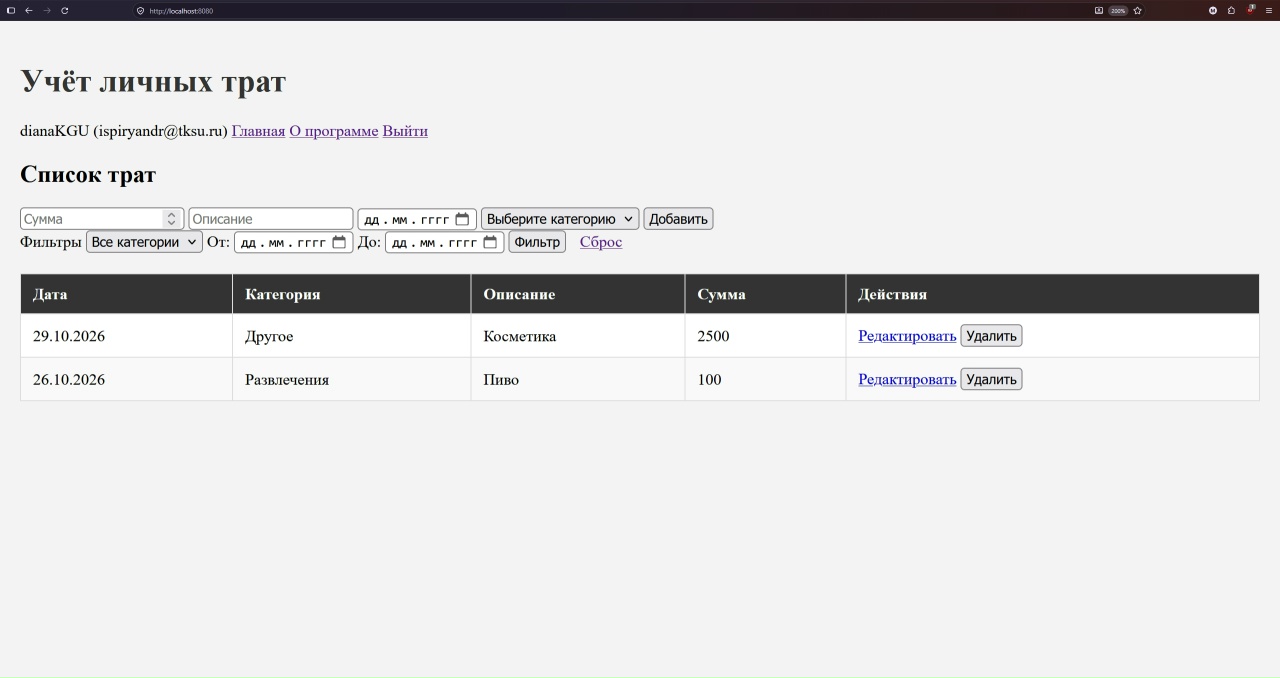 http://localhost:8080 200%
Учёт личных трат
dianaKGU (ispiryandr@tksu.ru) Главная О программе Выйти
Список трат
Сумма Описание дд.мм.гггг Выберите категорию Добавить
Фильтры Все категории От: дд.мм.гггг До: дд.мм.гггг Фильтр Сброс
Дата Категория Описание Сумма Действия
29.10.2026 Другое Косметика 2500 Редактировать Удалить
26.10.2026 Развлечения Пиво 100 Редактировать Удалить